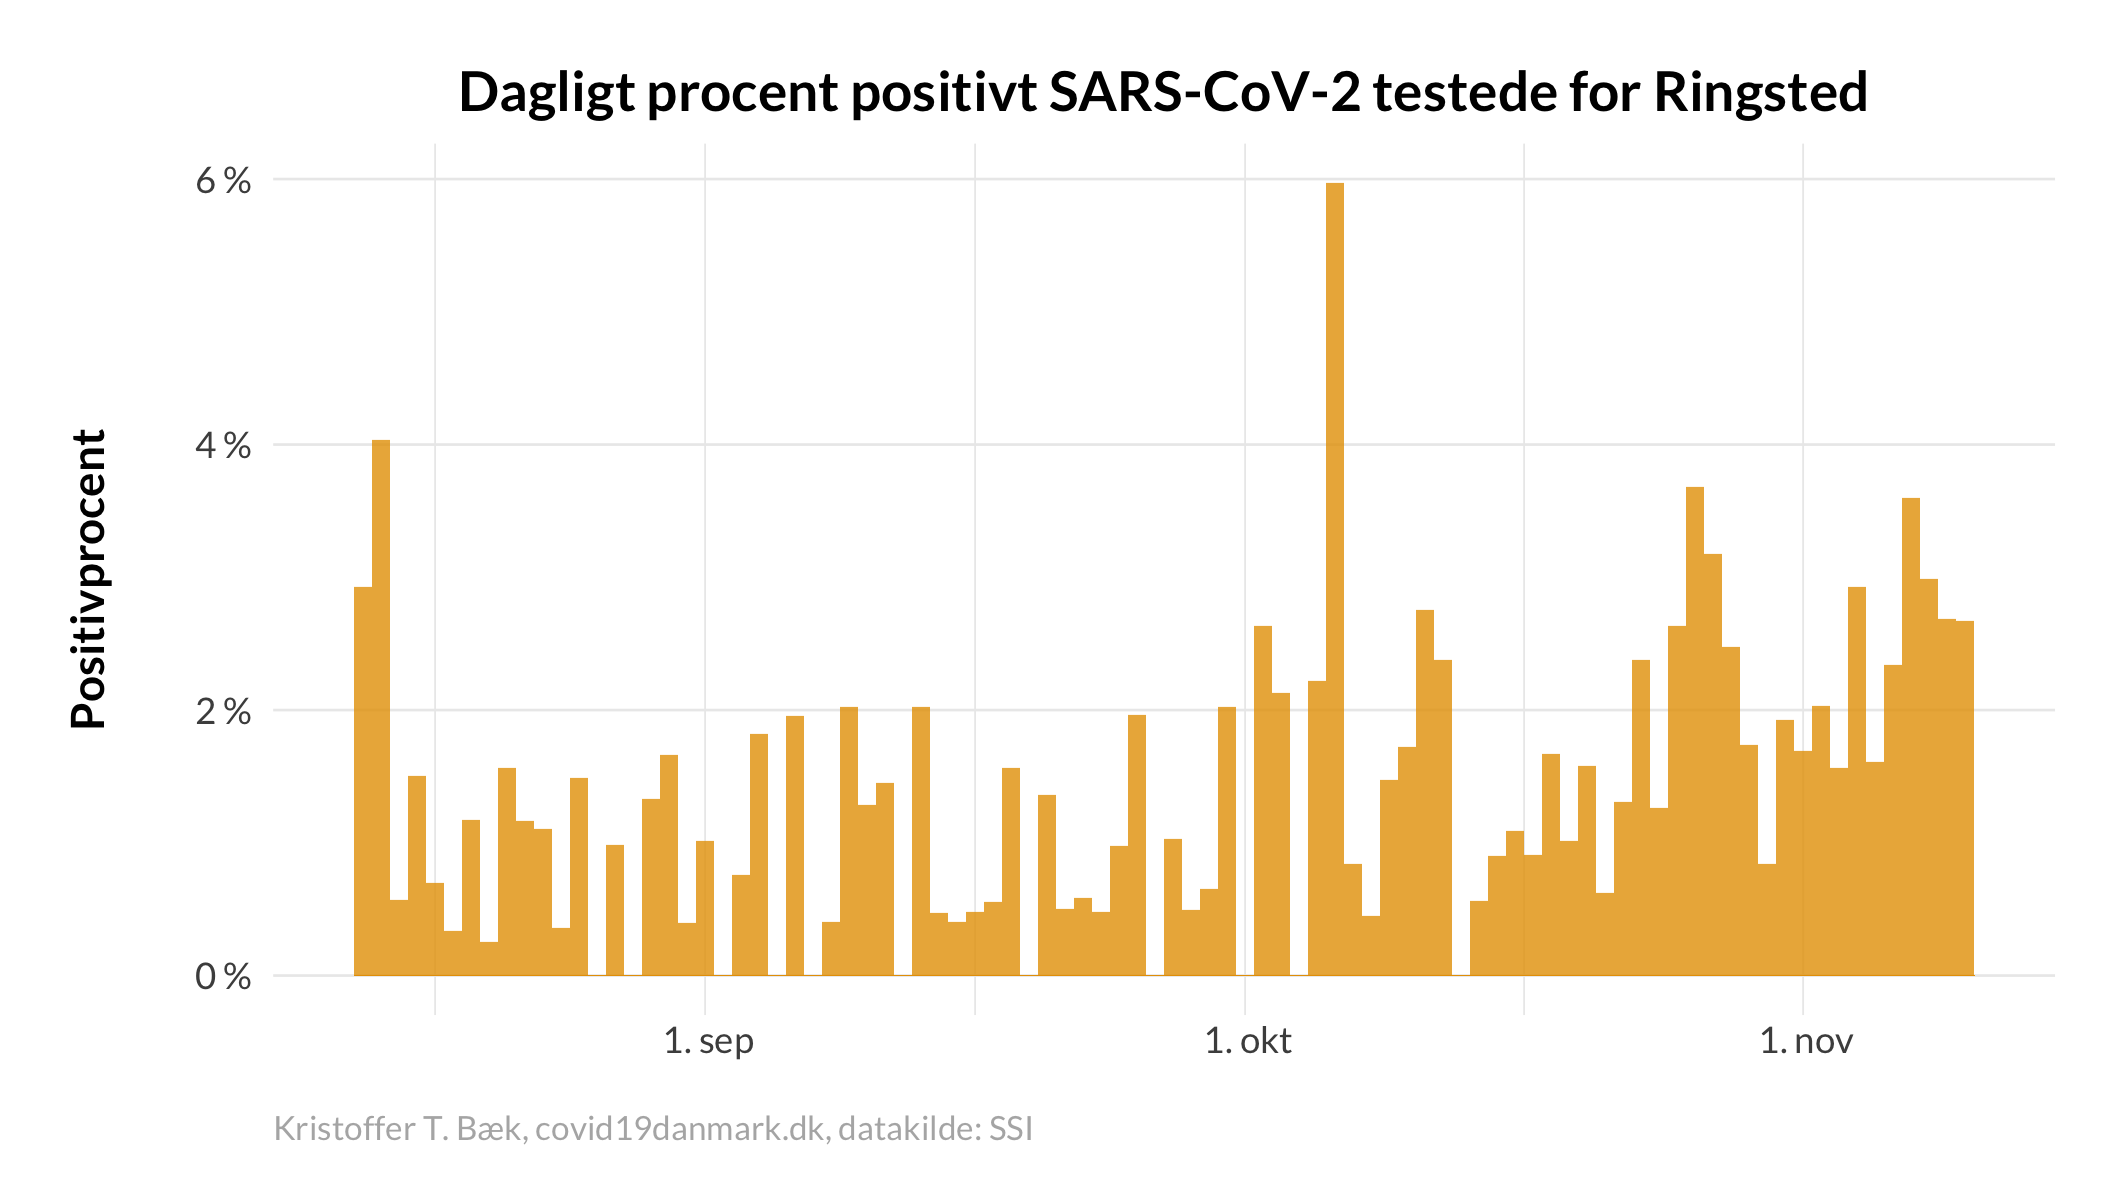 Dagligt procent positivt SARS-CoV-2 testede for Ringsted
Positivprocent
6 %
4 %
2 %
0 %
1. sep
1. okt
1. nov
Kristoffer T. Bæk, covid19danmark.dk, datakilde: SSI